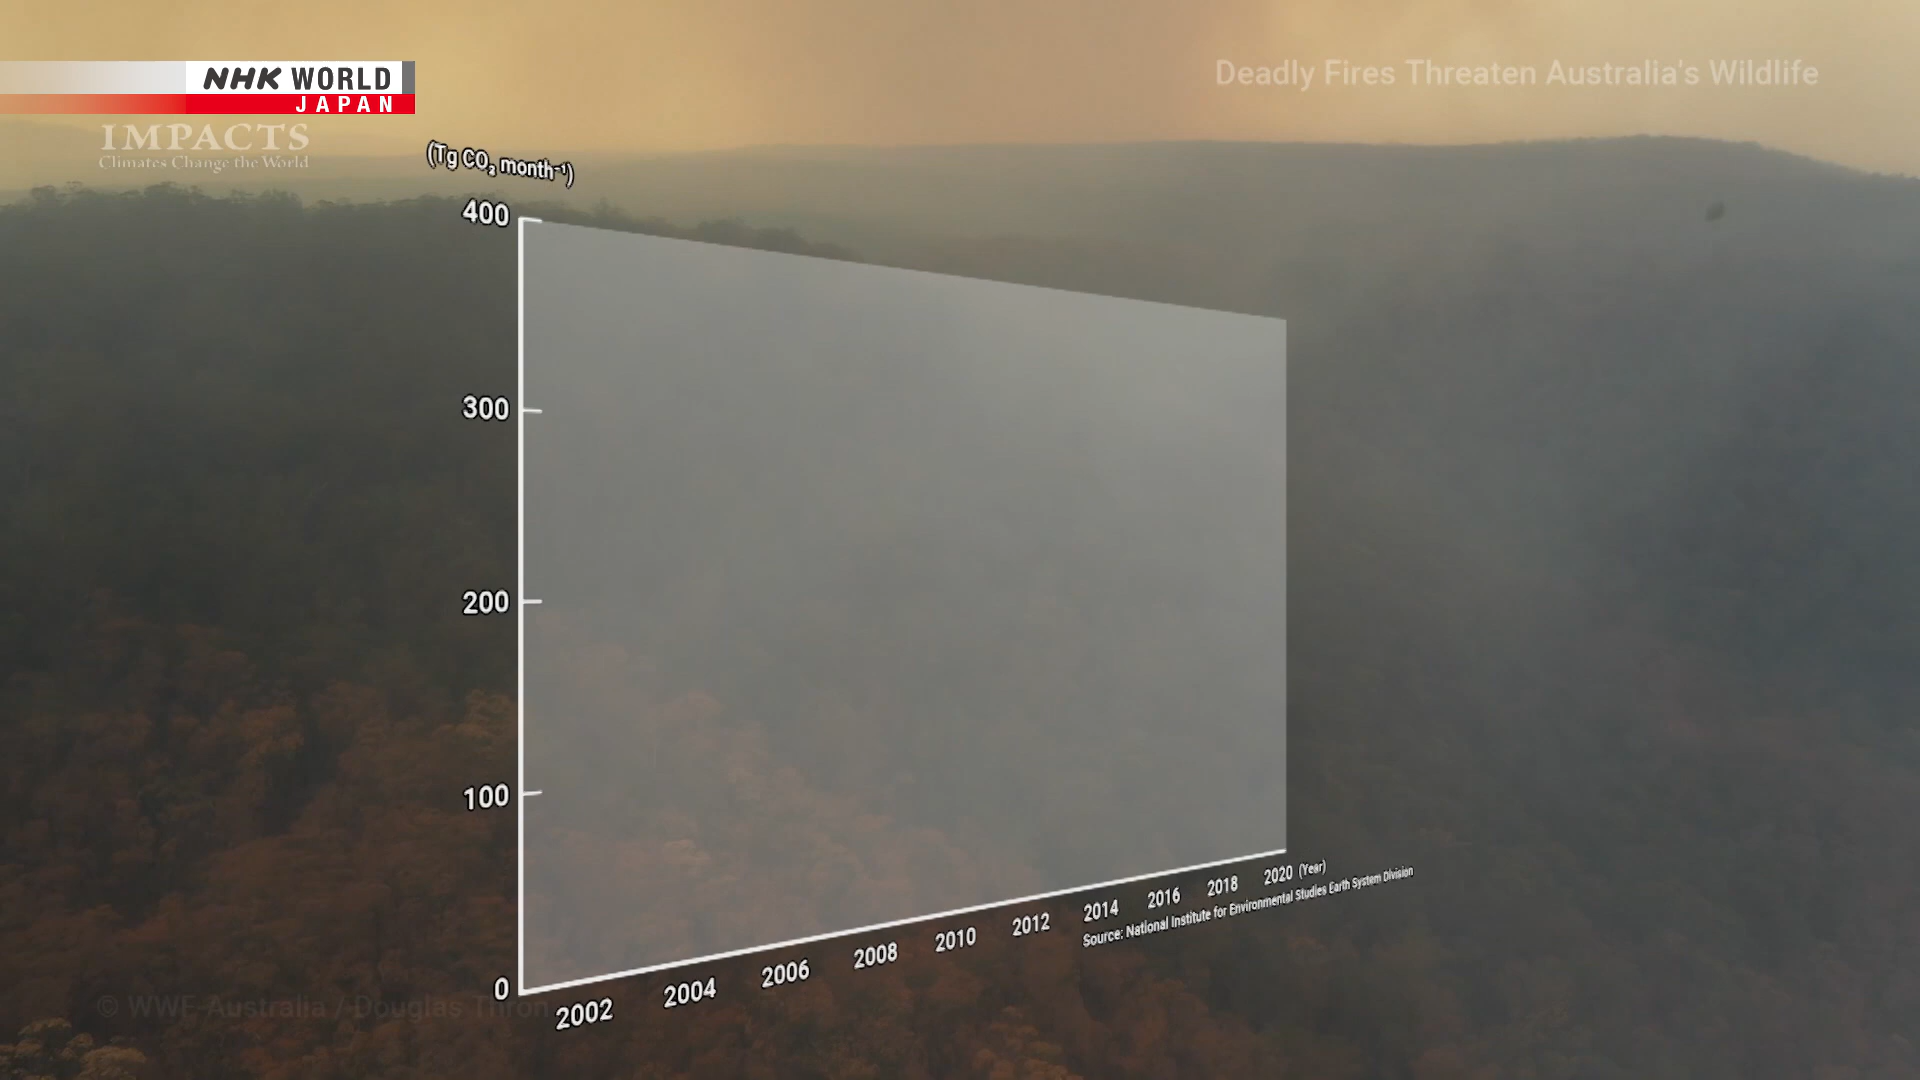 NHK WORLD
JAPAN
Deadly Fires Threaten Australia's Wildlife
IMPACTS
Climates Change the World
(Tg CO₂ month⁻¹)
400
300
200
100
0
2002
2004
2006
2008
2010
2012
2014
2016
2018
2020
(Year)
Source: National Institute for Environmental Studies Earth System Division
© WWF-Australia / Douglas Thron